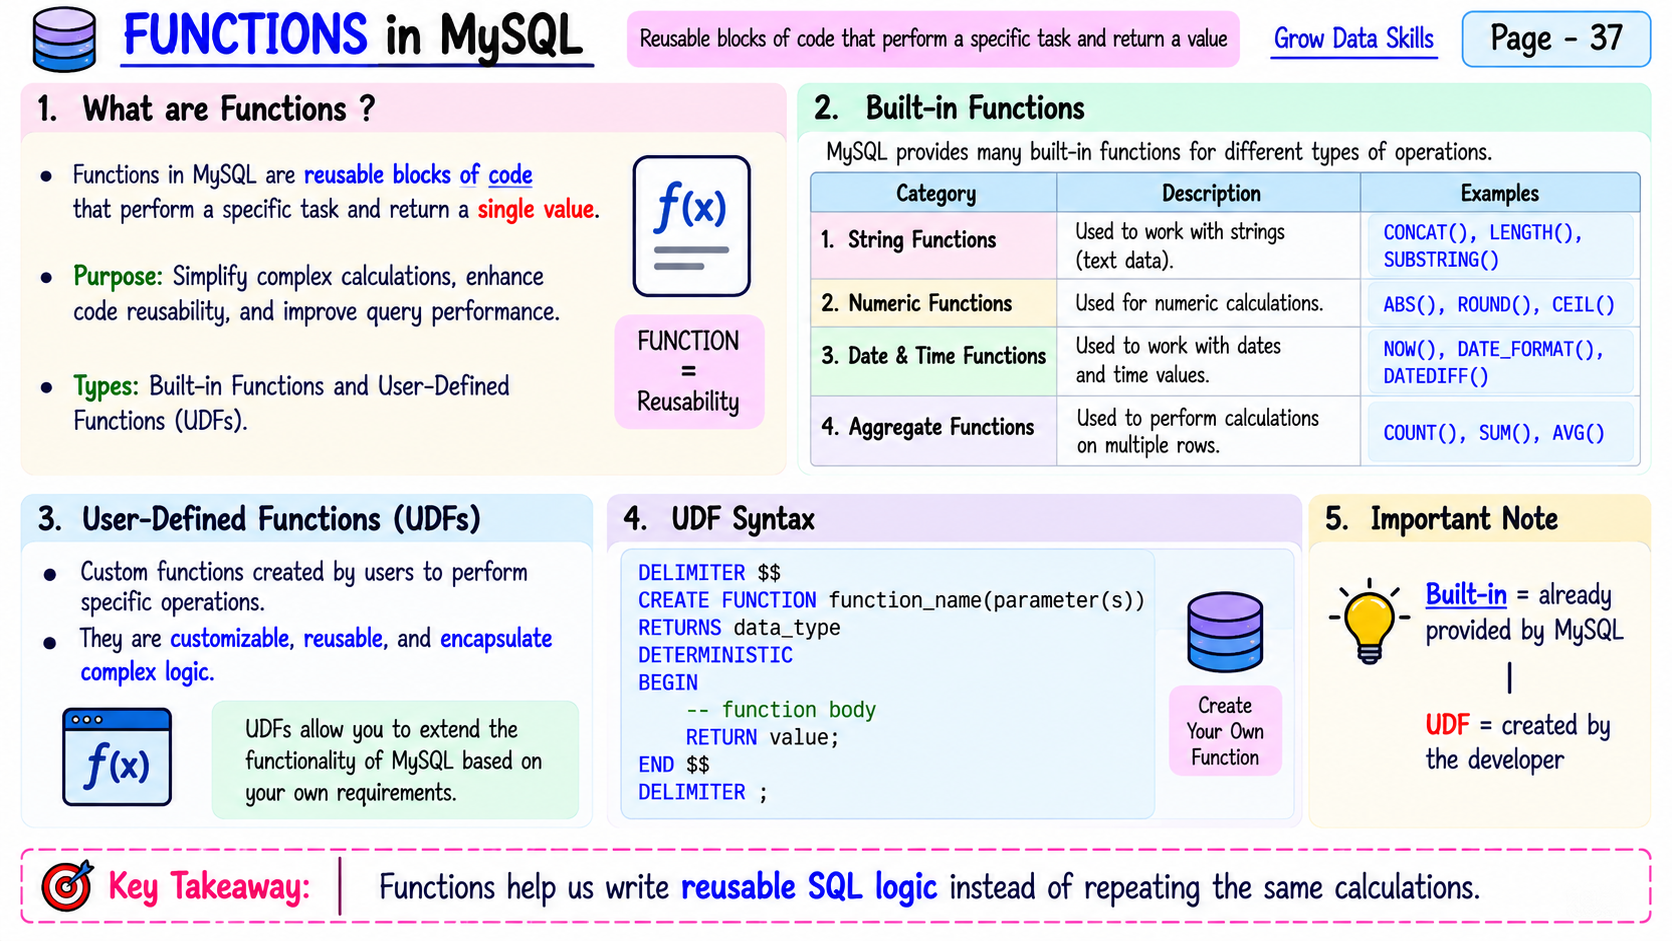 FUNCTIONS in MySQL
Reusable blocks of code that perform a specific task and return a value
Grow Data Skills
Page - 37
1. What are Functions ?
• Functions in MySQL are reusable blocks of code
that perform a specific task and return a single value.
• Purpose: Simplify complex calculations, enhance
code reusability, and improve query performance.
• Types: Built-in Functions and User-Defined
Functions (UDFs).
f(x)
FUNCTION
=
Reusability
2. Built-in Functions
MySQL provides many built-in functions for different types of operations.
Category Description Examples
1. String Functions
Used to work with strings
(text data).
CONCAT(), LENGTH(),
SUBSTRING()
2. Numeric Functions
Used for numeric calculations.
ABS(), ROUND(), CEIL()
3. Date & Time Functions
Used to work with dates
and time values.
NOW(), DATE_FORMAT(),
DATEDIFF()
4. Aggregate Functions
Used to perform calculations
on multiple rows.
COUNT(), SUM(), AVG()
3. User-Defined Functions (UDFs)
• Custom functions created by users to perform
specific operations.
• They are customizable, reusable, and encapsulate
complex logic.
f(x)
UDFs allow you to extend the
functionality of MySQL based on
your own requirements.
4. UDF Syntax
DELIMITER $$
CREATE FUNCTION function_name(parameter(s))
RETURNS data_type
DETERMINISTIC
BEGIN
-- function body
RETURN value;
END $$
DELIMITER ;
Create
Your Own
Function
5. Important Note
Built-in = already
provided by MySQL
|
UDF = created by
the developer
Key Takeaway:
Functions help us write reusable SQL logic instead of repeating the same calculations.